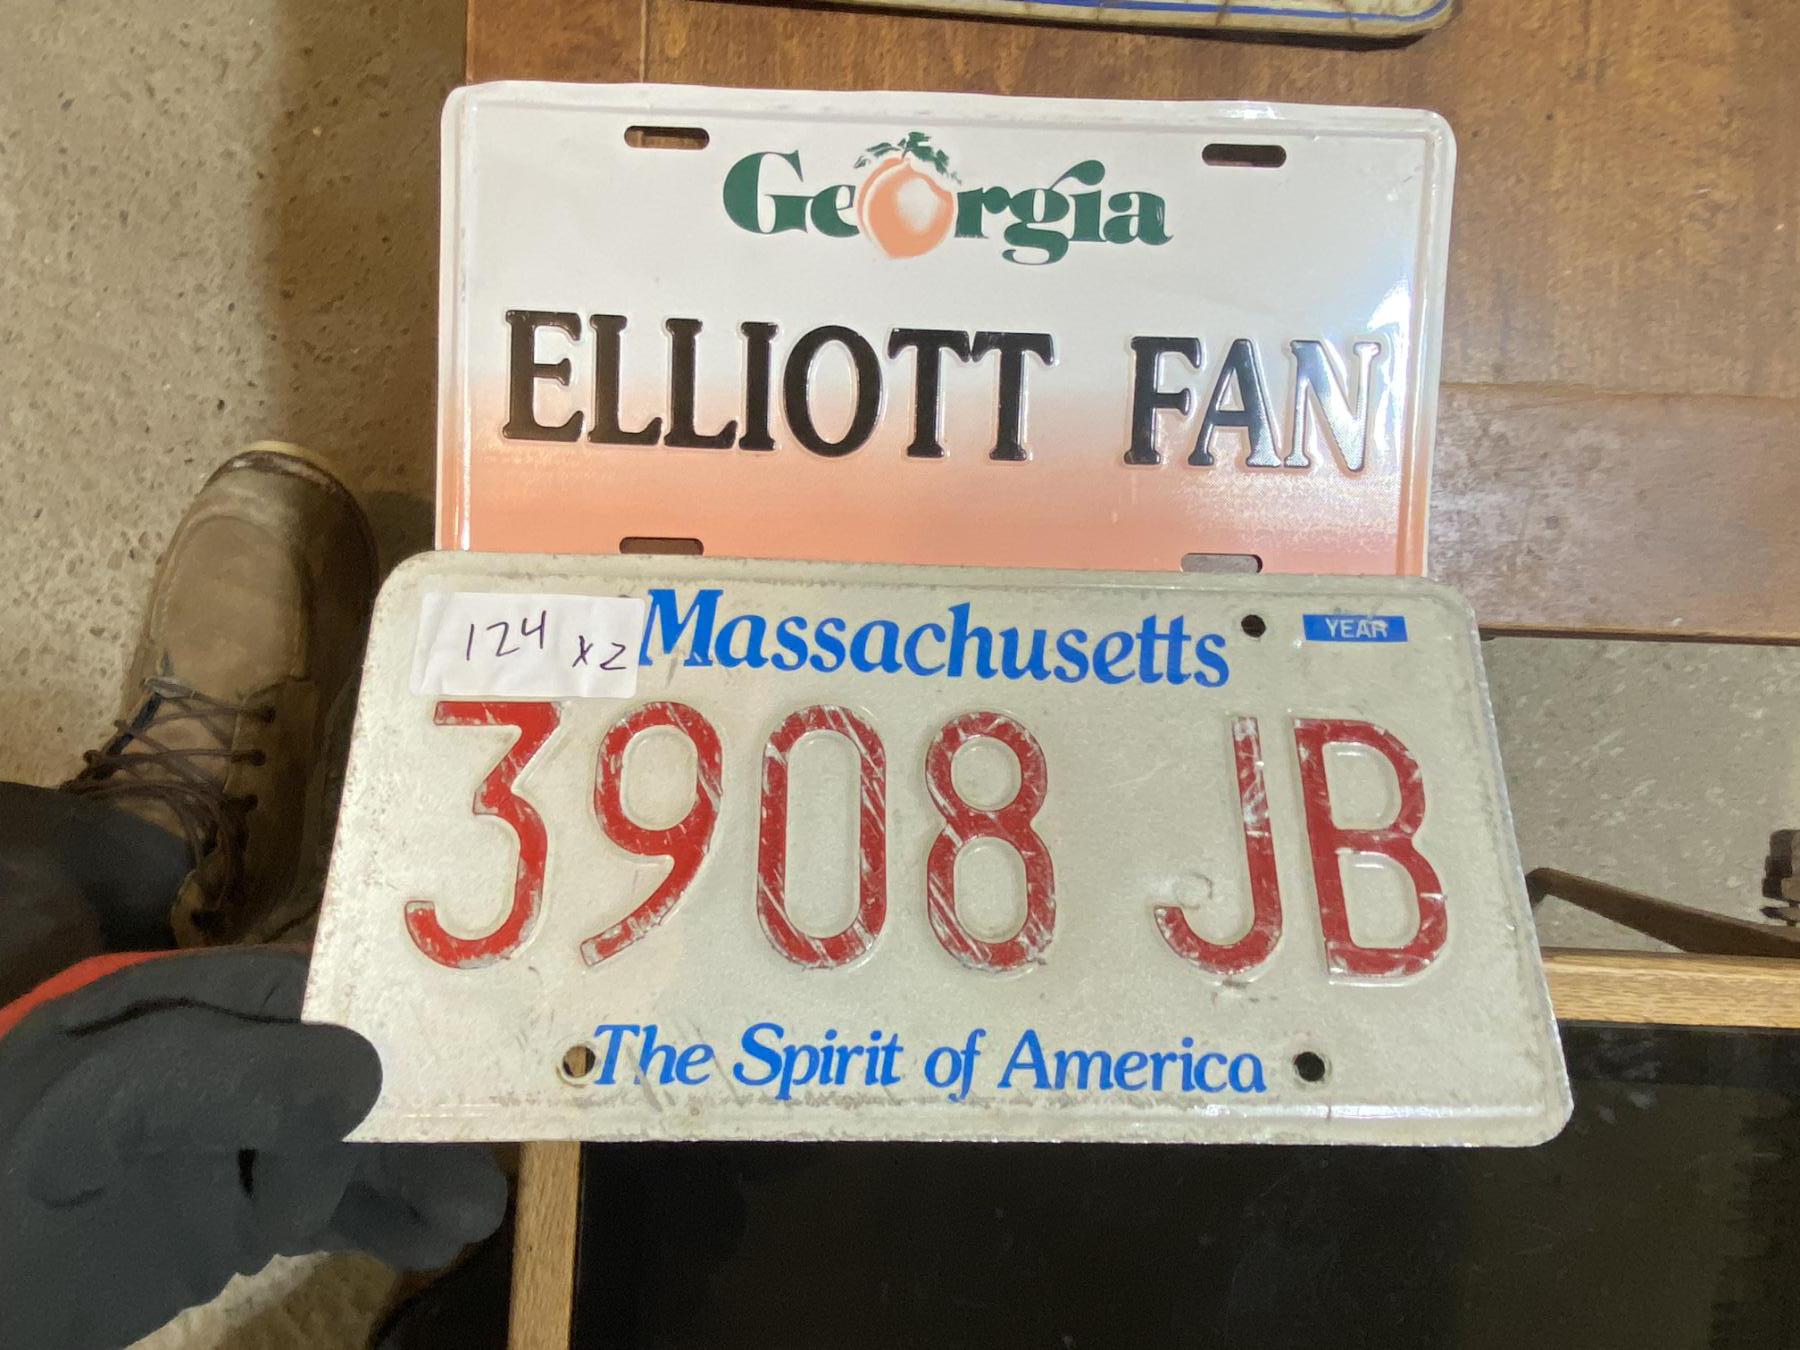 Georgia
ELLIOTT FAN
124 x2
Massachusetts
YEAR
3908 JB
The Spirit of America